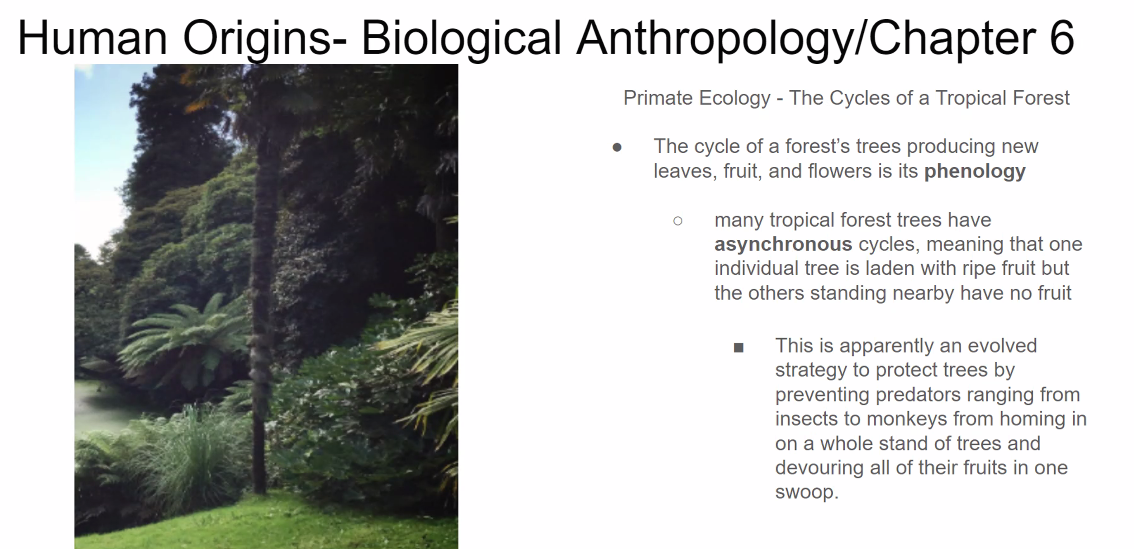 Human Origins- Biological Anthropology/Chapter 6
Primate Ecology - The Cycles of a Tropical Forest
● The cycle of a forest’s trees producing new
leaves, fruit, and flowers is its phenology
○ many tropical forest trees have
asynchronous cycles, meaning that one
individual tree is laden with ripe fruit but
the others standing nearby have no fruit
■ This is apparently an evolved
strategy to protect trees by
preventing predators ranging from
insects to monkeys from homing in
on a whole stand of trees and
devouring all of their fruits in one
swoop.